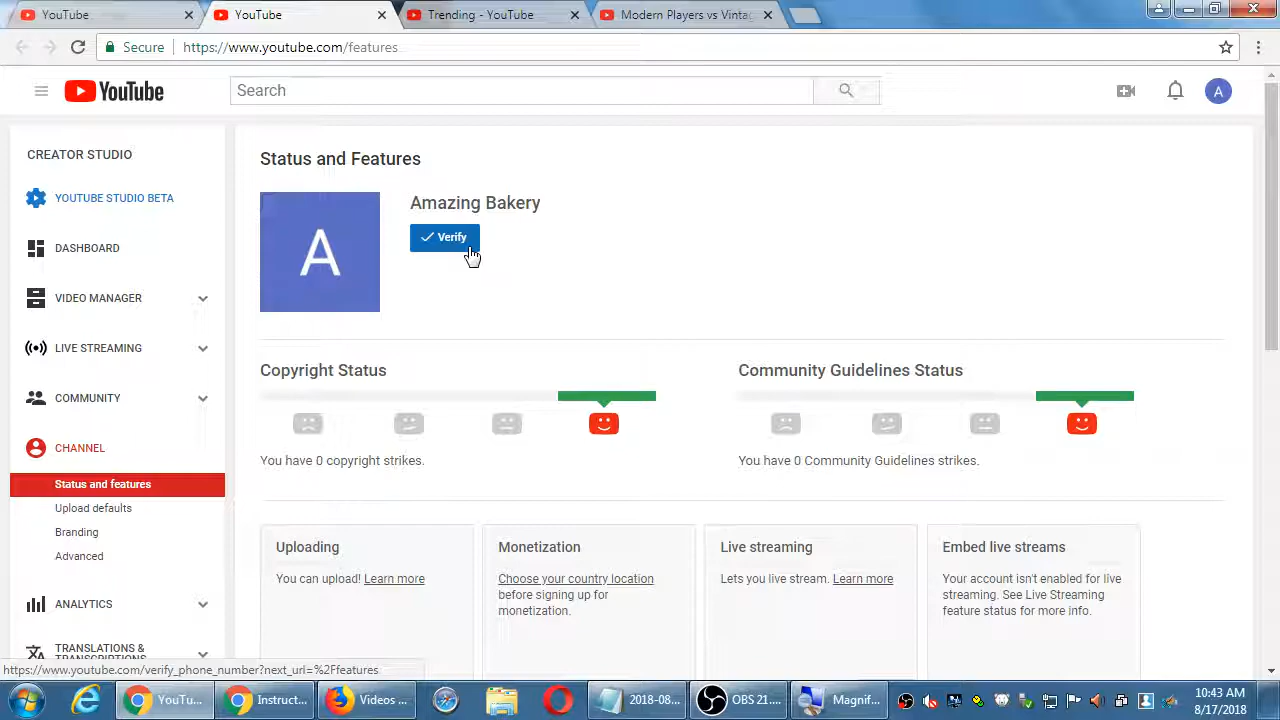 YouTube
YouTube
Trending - YouTube
Modern Players vs Vintag
Secure
https://www.youtube.com/features
YouTube
Search
A
CREATOR STUDIO
YOUTUBE STUDIO BETA
DASHBOARD
VIDEO MANAGER
LIVE STREAMING
COMMUNITY
CHANNEL
Status and features
Upload defaults
Branding
Advanced
ANALYTICS
TRANSLATIONS &
TRANSCRIPTIONS
Status and Features
A
Amazing Bakery
Verify
Copyright Status
You have 0 copyright strikes.
Community Guidelines Status
You have 0 Community Guidelines strikes.
Uploading
You can upload! Learn more
Monetization
Choose your country location
before signing up for
monetization.
Live streaming
Lets you live stream. Learn more
Embed live streams
Your account isn't enabled for live
streaming. See Live Streaming
feature status for more info.
https://www.youtube.com/verify_phone_number?next_url=%2Ffeatures
YouTu...
Instruct...
Videos ...
2018-08...
OBS 21....
Magnif...
10:43 AM
8/17/2018